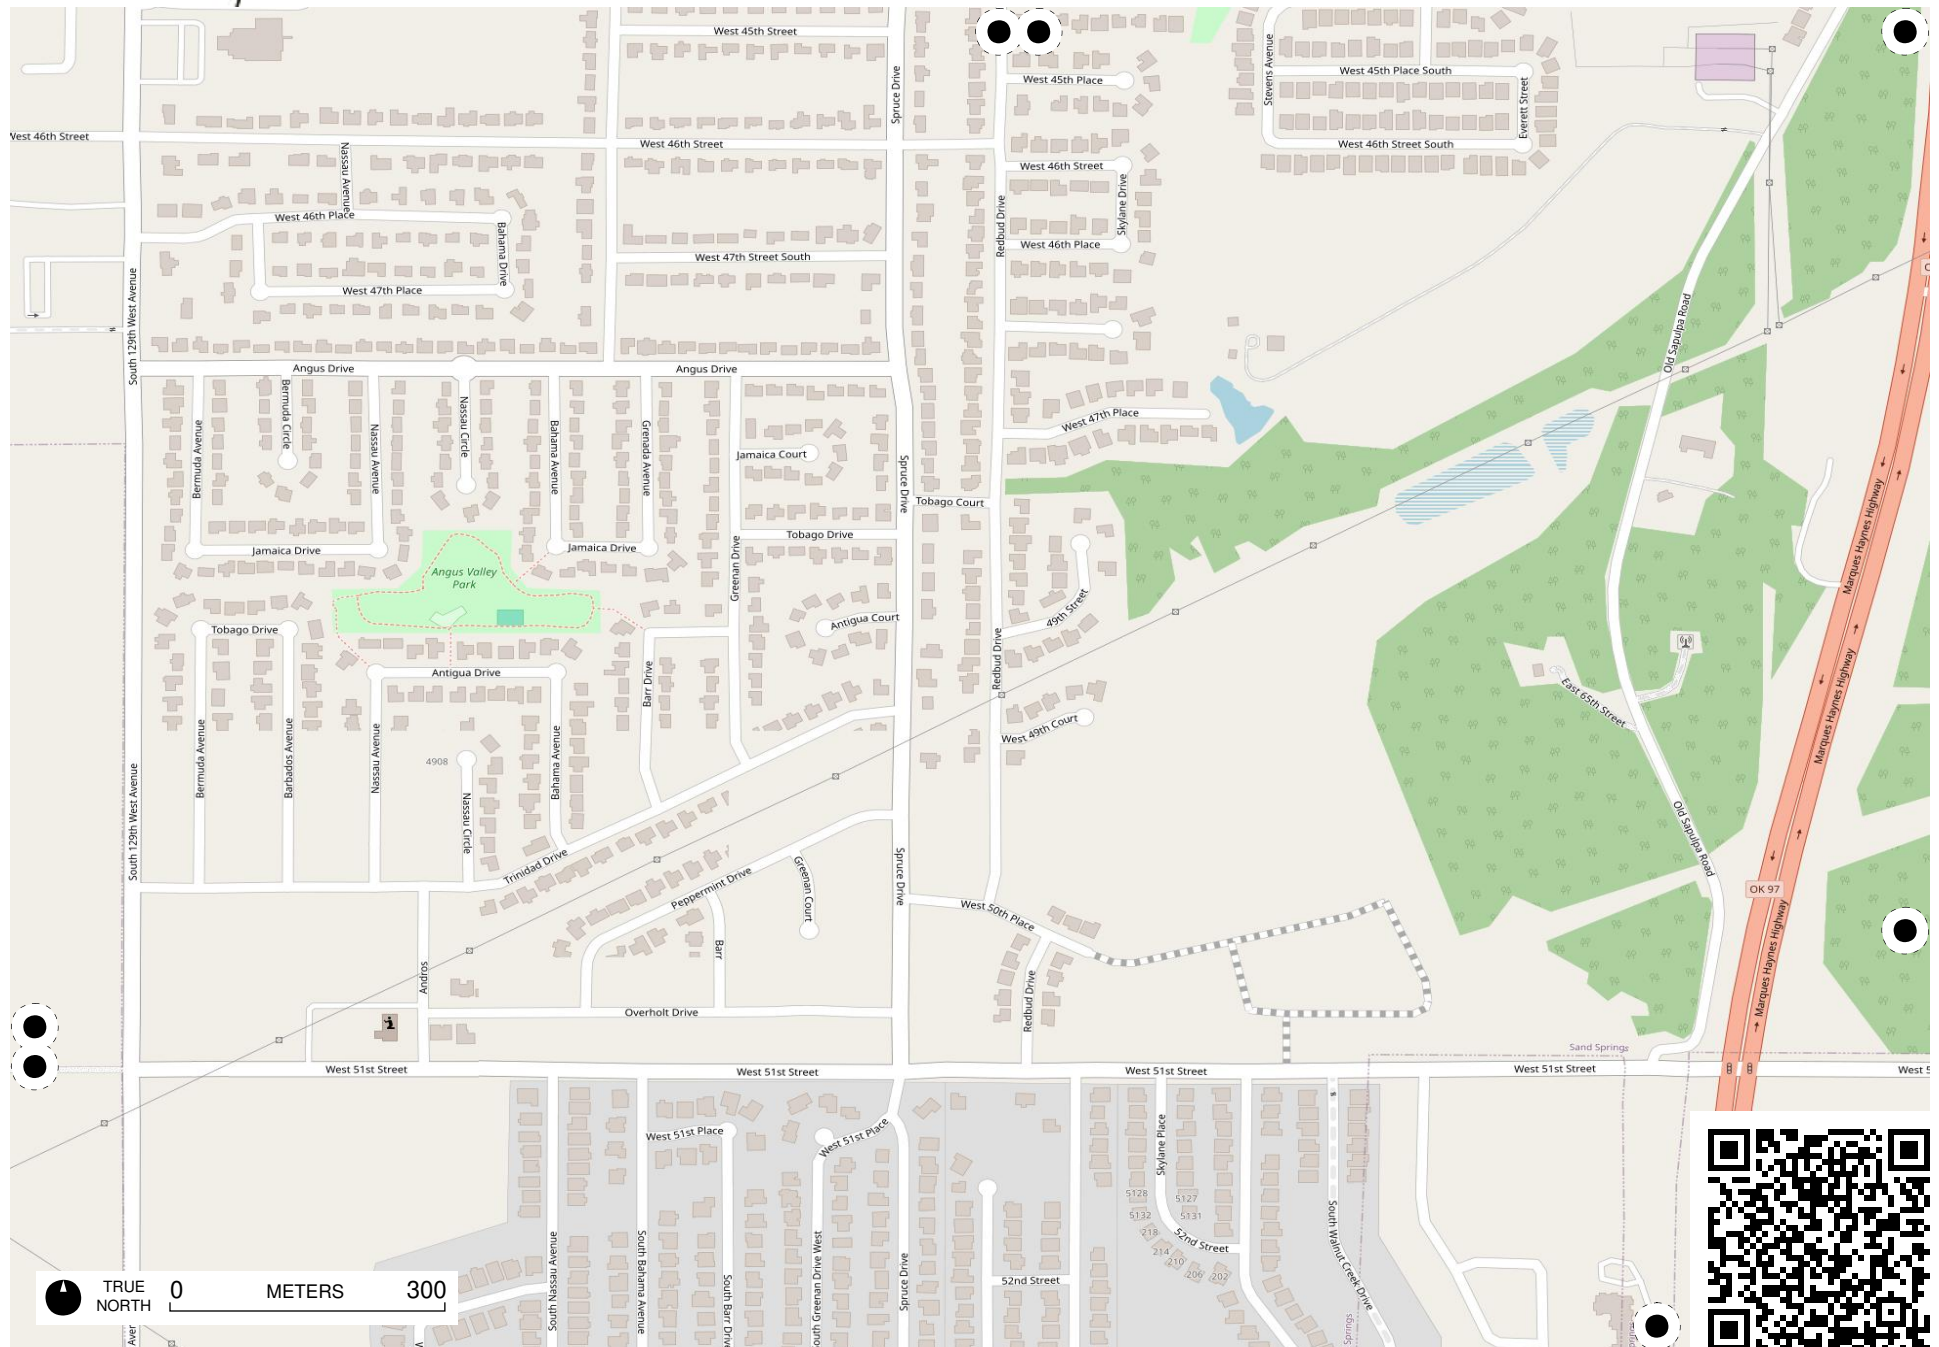 West 45th Street
Spruce Drive
West 45th Place
Stevens Avenue
West 45th Place South
Everett Street
West 46th Street
West 46th Street
West 46th Street
West 46th Street South
Nassau Avenue
Skylane Drive
West 46th Place
Redbud Drive
West 46th Place
Bahama Drive
West 47th Street South
West 47th Place
South 129th West Avenue
Old Sapulpa Road
Angus Drive
Angus Drive
Bermuda Circle
Nassau Circle
West 47th Place
Bermuda Avenue
Nassau Avenue
Bahama Avenue
Grenada Avenue
Jamaica Court
Spruce Drive
Tobago Court
Marques Haynes Highway
Tobago Drive
Jamaica Drive
Jamaica Drive
Angus Valley
Park
Greenan Drive
49th Street
Antigua Court
Tobago Drive
Redbud Drive
Antigua Drive
Barr Drive
East 65th Street
Marques Haynes Highway
West 49th Court
Bermuda Avenue
Barbados Avenue
Nassau Avenue
4908
Bahama Avenue
Nassau Circle
South 129th West Avenue
Old Sapulpa Road
Trinidad Drive
Peppermint Drive
Greenan Court
Spruce Drive
OK 97
West 50th Place
Marques Haynes Highway
Barr
Andros
Redbud Drive
Overholt Drive
Sand Springs
West 51st Street
West 51st Street
West 51st Street
West 51st Street
West 5
West 51st Place
West 51st Place
Skylane Place
5128
5127
5132
5131
218
52nd Street
214
210
206
202
South Walnut Creek Drive
South Nassau Avenue
South Bahama Avenue
South Barr Driv
outh Greenan Drive West
Spruce Drive
52nd Street
Springs
TRUE
NORTH
0 METERS 300
Aver